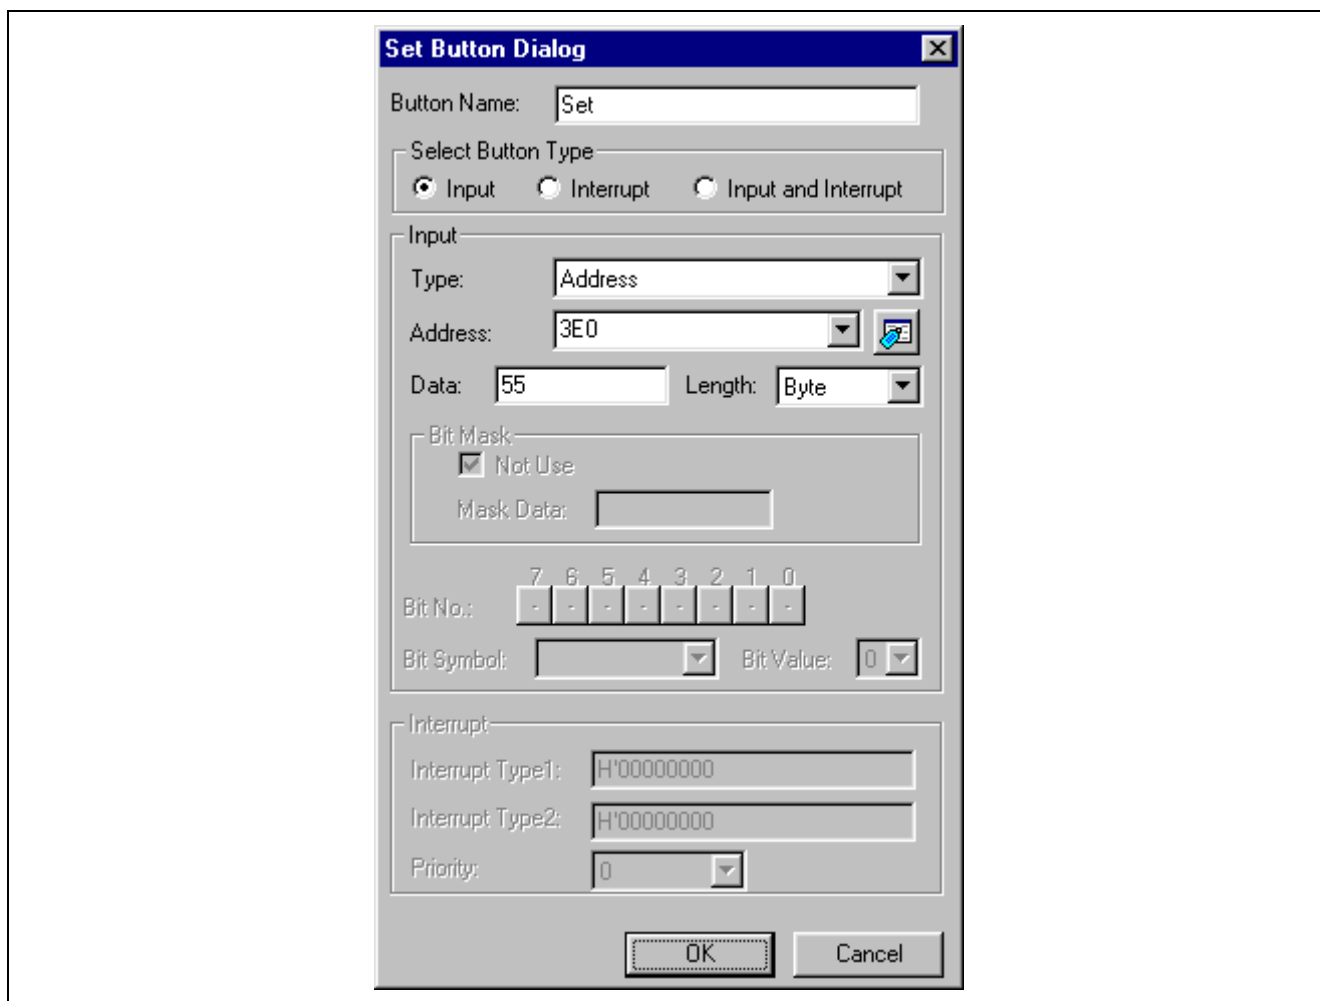 Set Button Dialog
Button Name: Set
Select Button Type
Input Interrupt Input and Interrupt
Input
Type: Address
Address: 3E0
Data: 55 Length: Byte
Bit Mask
Not Use
Mask Data:
7 6 5 4 3 2 1 0
Bit No.: - - - - - - - -
Bit Symbol: Bit Value: 0
Interrupt
Interrupt Type1: H'00000000
Interrupt Type2: H'00000000
Priority: 0
OK Cancel